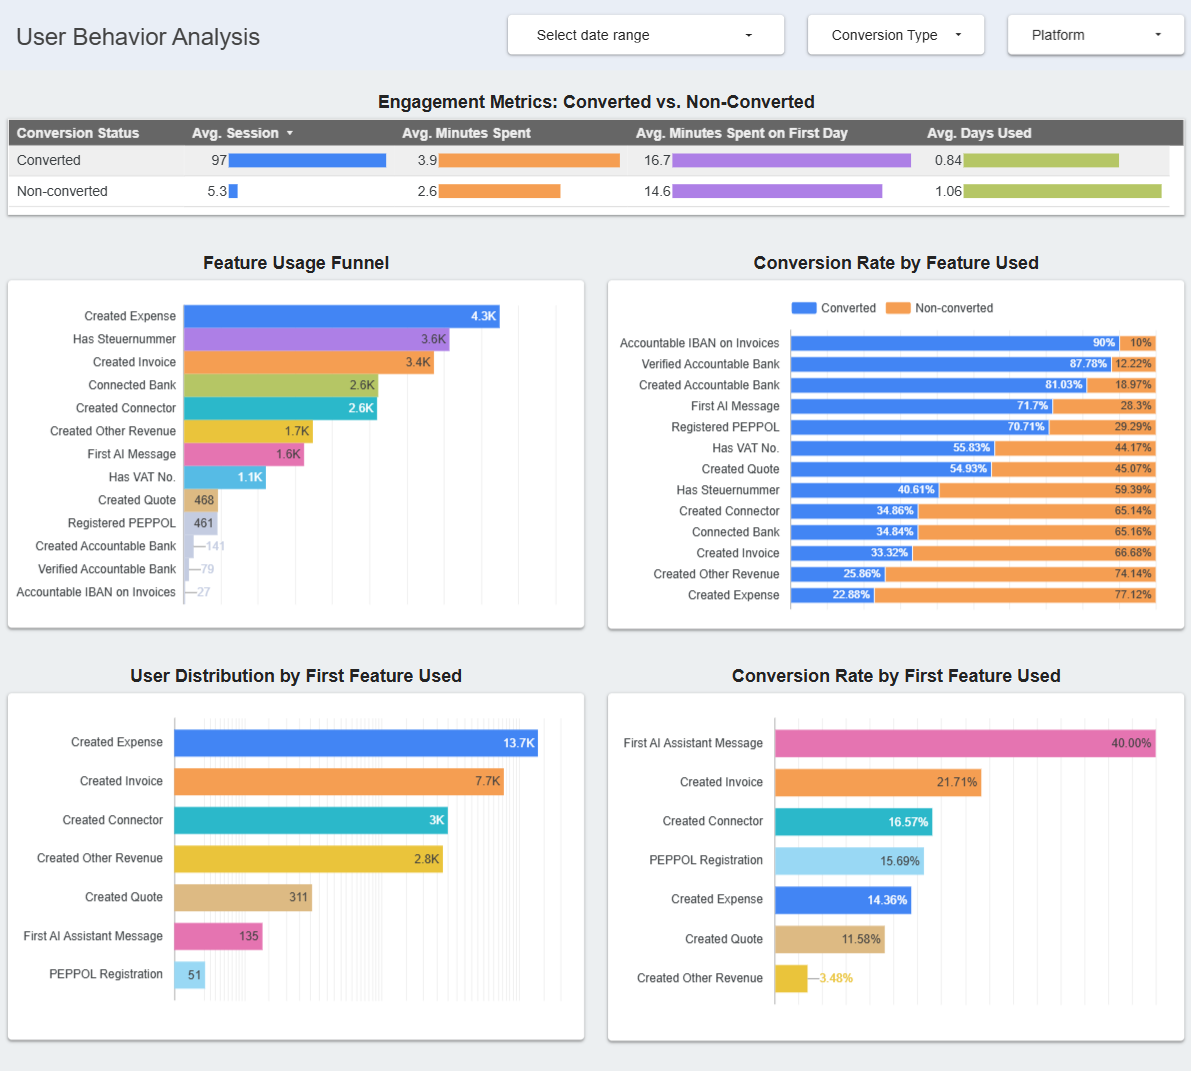 User Behavior Analysis
Select date range
Conversion Type
Platform
Engagement Metrics: Converted vs. Non-Converted
Conversion Status Avg. Session Avg. Minutes Spent Avg. Minutes Spent on First Day Avg. Days Used
Converted 97 3.9 16.7 0.84
Non-converted 5.3 2.6 14.6 1.06
Feature Usage Funnel
Created Expense 4.3K
Has Steuernummer 3.6K
Created Invoice 3.4K
Connected Bank 2.6K
Created Connector 2.6K
Created Other Revenue 1.7K
First AI Message 1.6K
Has VAT No. 1.1K
Created Quote 468
Registered PEPPOL 461
Created Accountable Bank 141
Verified Accountable Bank 79
Accountable IBAN on Invoices 27
Conversion Rate by Feature Used
Converted Non-converted
Accountable IBAN on Invoices 90% 10%
Verified Accountable Bank 87.78% 12.22%
Created Accountable Bank 81.03% 18.97%
First AI Message 71.7% 28.3%
Registered PEPPOL 70.71% 29.29%
Has VAT No. 55.83% 44.17%
Created Quote 54.93% 45.07%
Has Steuernummer 40.61% 59.39%
Created Connector 34.86% 65.14%
Connected Bank 34.84% 65.16%
Created Invoice 33.32% 66.68%
Created Other Revenue 25.86% 74.14%
Created Expense 22.88% 77.12%
User Distribution by First Feature Used
Created Expense 13.7K
Created Invoice 7.7K
Created Connector 3K
Created Other Revenue 2.8K
Created Quote 311
First AI Assistant Message 135
PEPPOL Registration 51
Conversion Rate by First Feature Used
First AI Assistant Message 40.00%
Created Invoice 21.71%
Created Connector 16.57%
PEPPOL Registration 15.69%
Created Expense 14.36%
Created Quote 11.58%
Created Other Revenue 3.48%